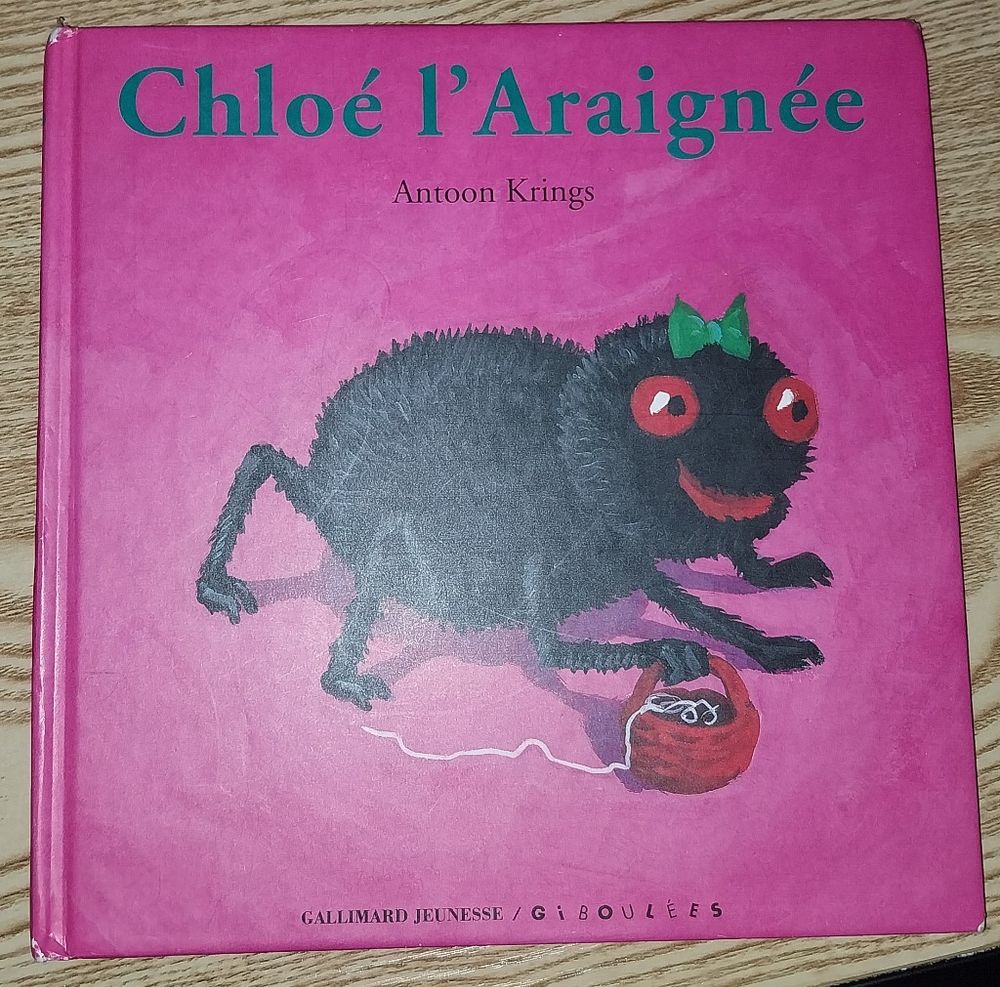 Chloé l'Araignée
Antoon Krings
GALLIMARD JEUNESSE / GiBOULÉES